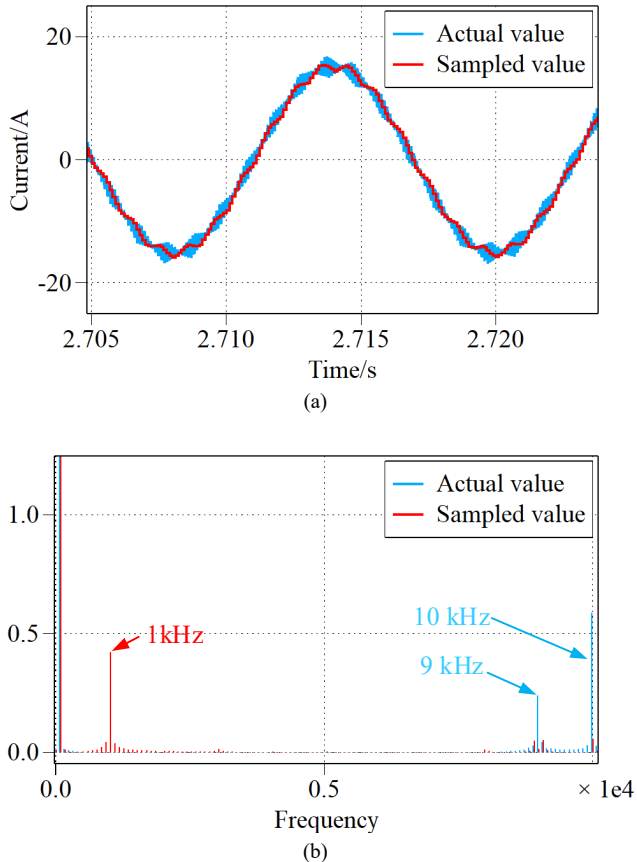 20
0
-20
Current/A
Actual value
Sampled value
2.705
2.710
2.715
2.720
Time/s
(a)
1.0
0.5
0.0
Actual value
Sampled value
1kHz
10 kHz
9 kHz
0.0
0.5
× 1e4
Frequency
(b)